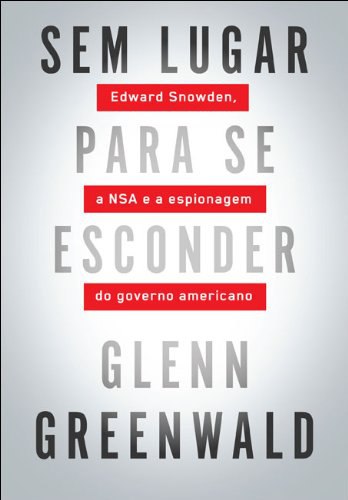 SEM LUGAR
Edward Snowden,
PARA SE
a NSA e a espionagem
ESCONDER
do governo americano
GLENN
GREENWALD